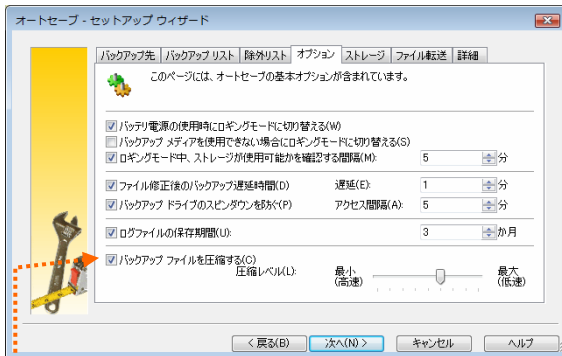 オートセーブ - セットアップ ウィザード
バックアップ先 バックアップ リスト 除外リスト オプション ストレージ ファイル転送 詳細
このページには、オートセーブの基本オプションが含まれています。
バッテリ電源の使用時にロギングモードに切り替える(W)
バックアップ メディアを使用できない場合にロギングモードに切り替える(S)
ロギングモード中、ストレージが使用可能かを確認する間隔(M): 5 分
ファイル修正後のバックアップ遅延時間(D) 遅延(E): 1 分
バックアップ ドライブのスピンダウンを防ぐ(P) アクセス間隔(A): 5 分
ログファイルの保存期間(U): 3 か月
バックアップ ファイルを圧縮する(C)
圧縮レベル(L): 最小 最大
(高速) (低速)
< 戻る(B) 次へ(N) > キャンセル ヘルプ